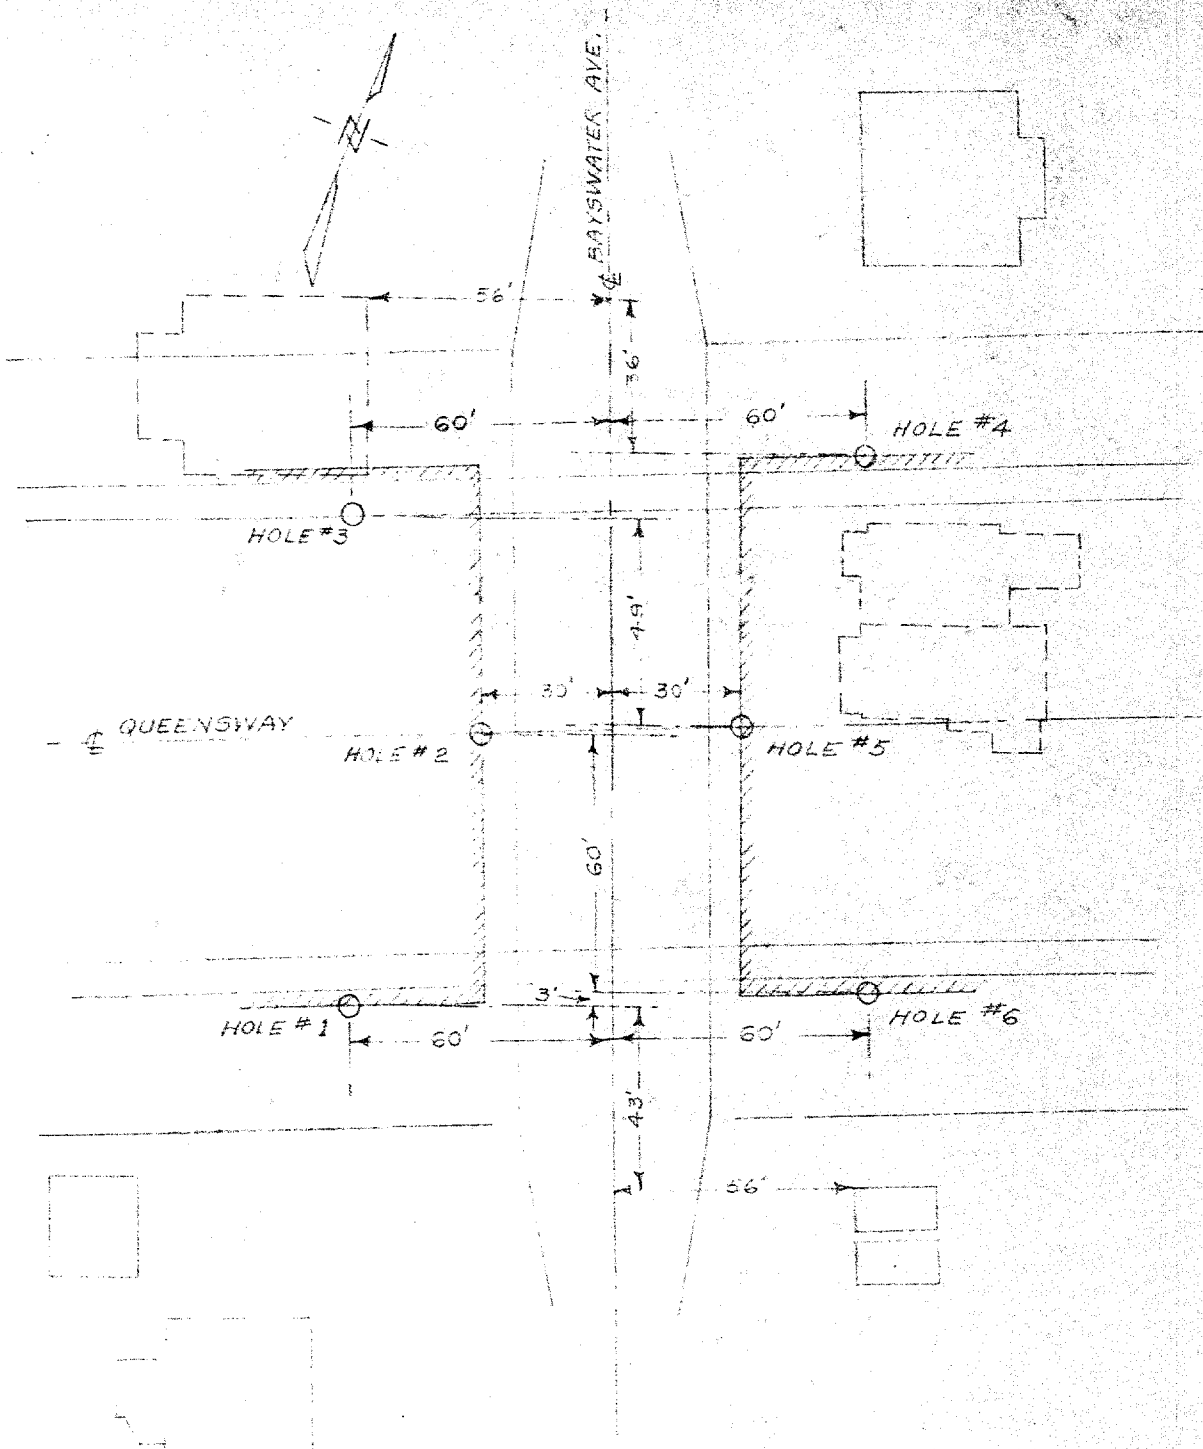 BAYSWATER AVE.
N
℄
56'
36'
60'
60'
HOLE #4
HOLE #3
49'
30'
30'
℄ QUEENSWAY
HOLE #2
HOLE #5
60'
3'
HOLE #1
HOLE #6
60'
60'
43'
56'